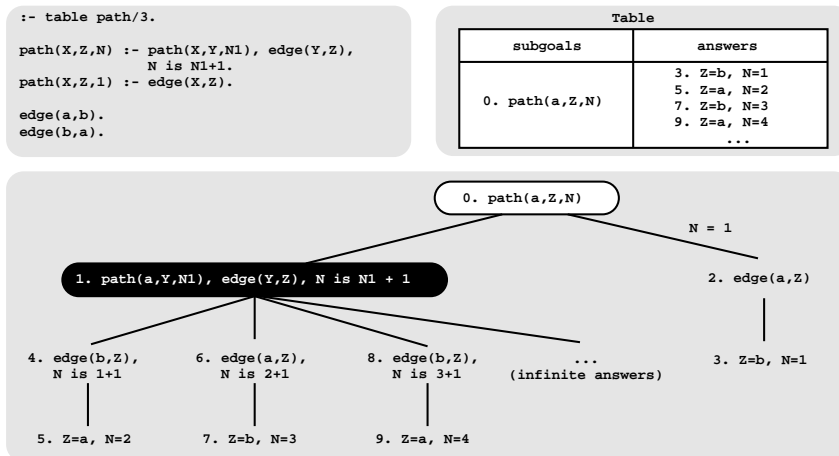 :- table path/3.
path(X,Z,N) :- path(X,Y,N1), edge(Y,Z),
N is N1+1.
path(X,Z,1) :- edge(X,Z).
edge(a,b).
edge(b,a).
Table
subgoals answers
0. path(a,Z,N)
3. Z=b, N=1
5. Z=a, N=2
7. Z=b, N=3
9. Z=a, N=4
...
0. path(a,Z,N)
N = 1
1. path(a,Y,N1), edge(Y,Z), N is N1 + 1
2. edge(a,Z)
4. edge(b,Z),
N is 1+1
6. edge(a,Z),
N is 2+1
8. edge(b,Z),
N is 3+1
...
(infinite answers)
3. Z=b, N=1
5. Z=a, N=2
7. Z=b, N=3
9. Z=a, N=4